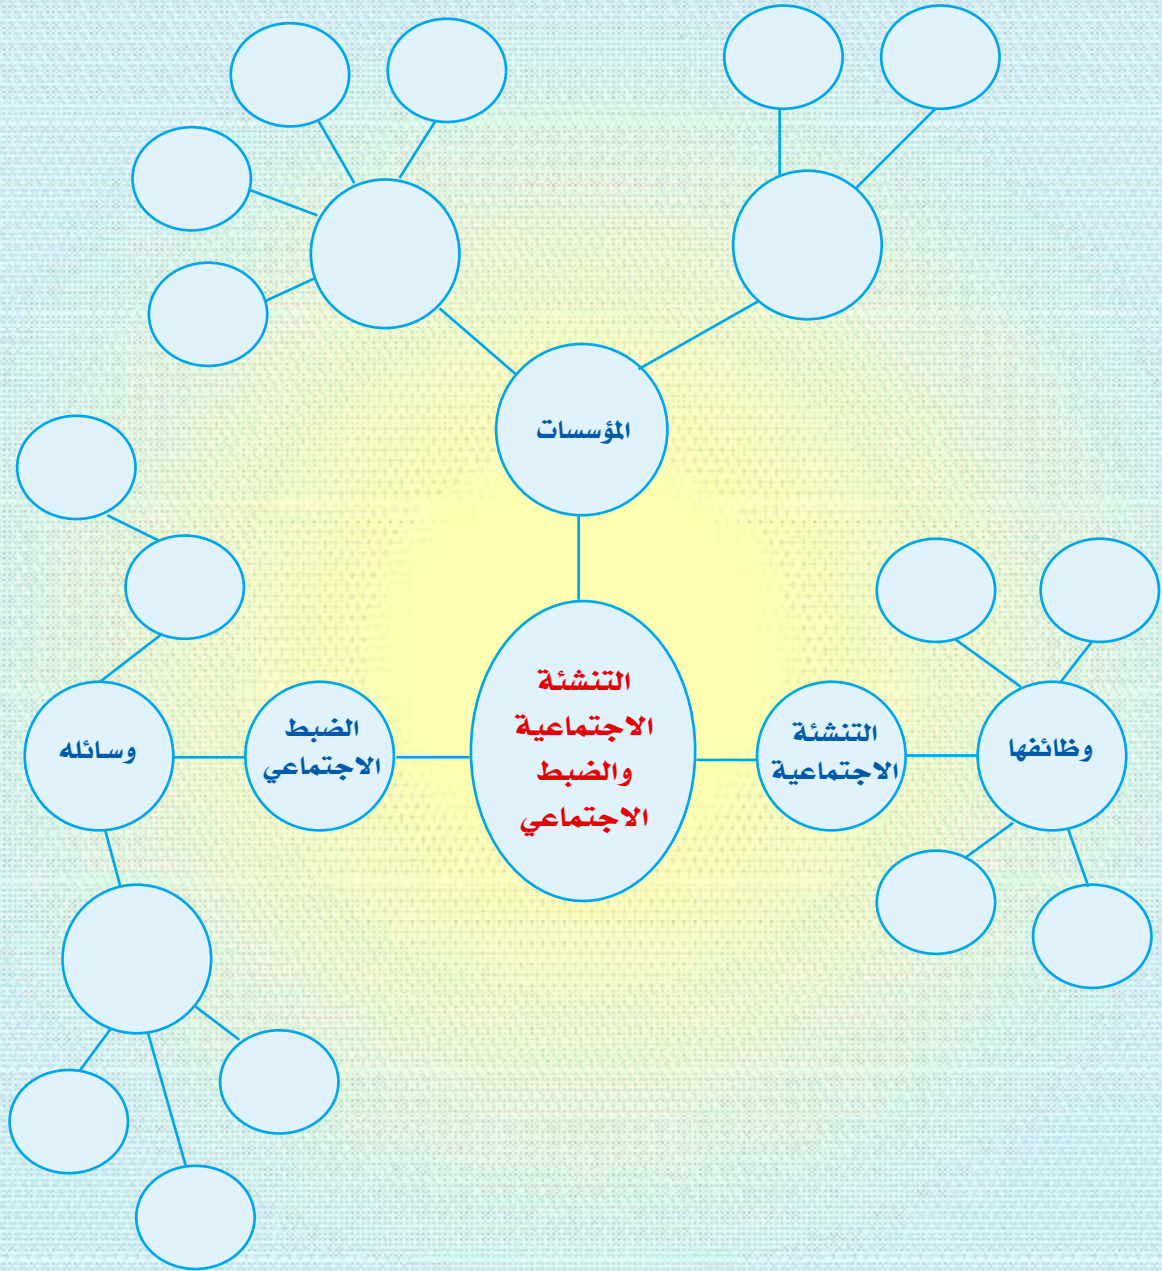 المؤسسات
التنشئة
الاجتماعية
والضبط
الاجتماعي
التنشئة
الاجتماعية
وظائفها
الضبط
الاجتماعي
وسائله